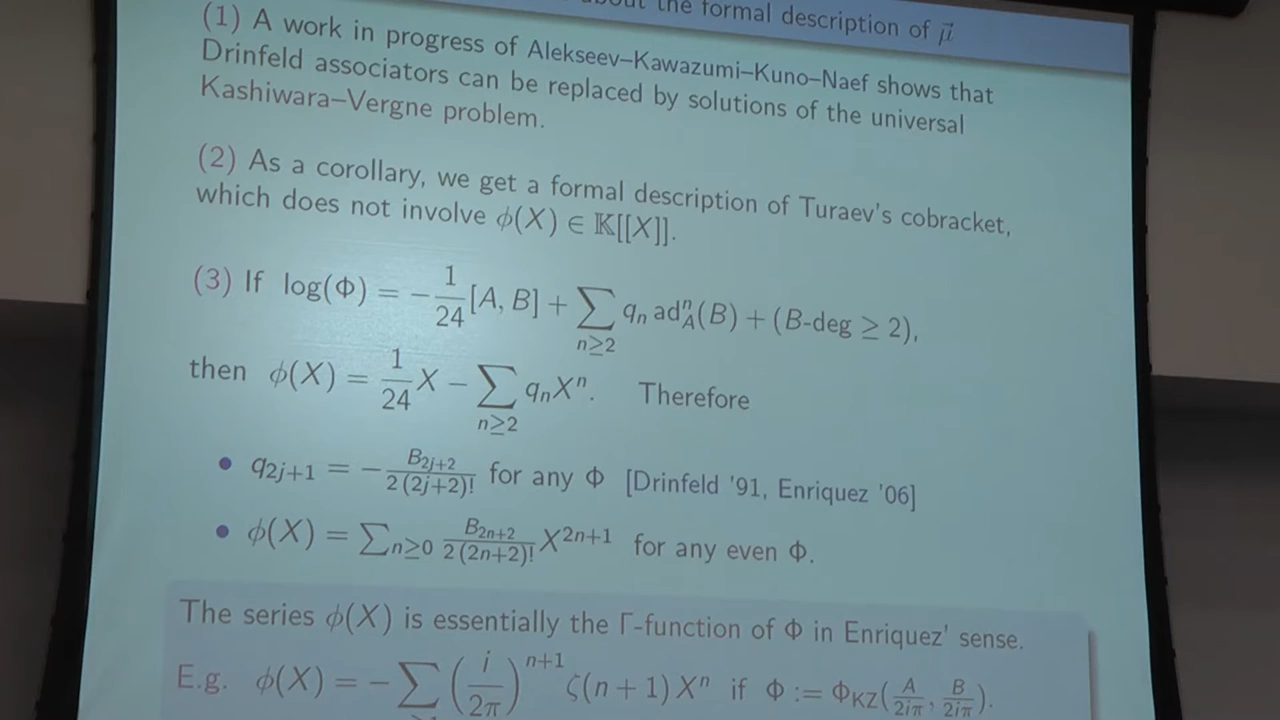 about the formal description of $\vec{\mu}$
(1) A work in progress of Alekseev–Kawazumi–Kuno–Naef shows that
Drinfeld associators can be replaced by solutions of the universal
Kashiwara–Vergne problem.
(2) As a corollary, we get a formal description of Turaev's cobracket,
which does not involve $\phi(X) \in \mathbb{K}[[X]]$.
(3) If $\log(\Phi) = -\frac{1}{24}[A, B] + \sum_{n \geq 2} q_n \, \mathrm{ad}_A^n(B) + (B\text{-deg} \geq 2)$,
then $\phi(X) = \frac{1}{24}X - \sum_{n \geq 2} q_n X^n$. Therefore
• $q_{2j+1} = -\frac{B_{2j+2}}{2\,(2j+2)!}$ for any $\Phi$ [Drinfeld '91, Enriquez '06]
• $\phi(X) = \sum_{n \geq 0} \frac{B_{2n+2}}{2\,(2n+2)!} X^{2n+1}$ for any even $\Phi$.
The series $\phi(X)$ is essentially the $\Gamma$-function of $\Phi$ in Enriquez' sense.
E.g. $\phi(X) = -\sum \left(\frac{i}{2\pi}\right)^{n+1} \zeta(n+1)\, X^n$ if $\Phi := \Phi_{KZ}\left(\frac{A}{2i\pi}, \frac{B}{2i\pi}\right)$.